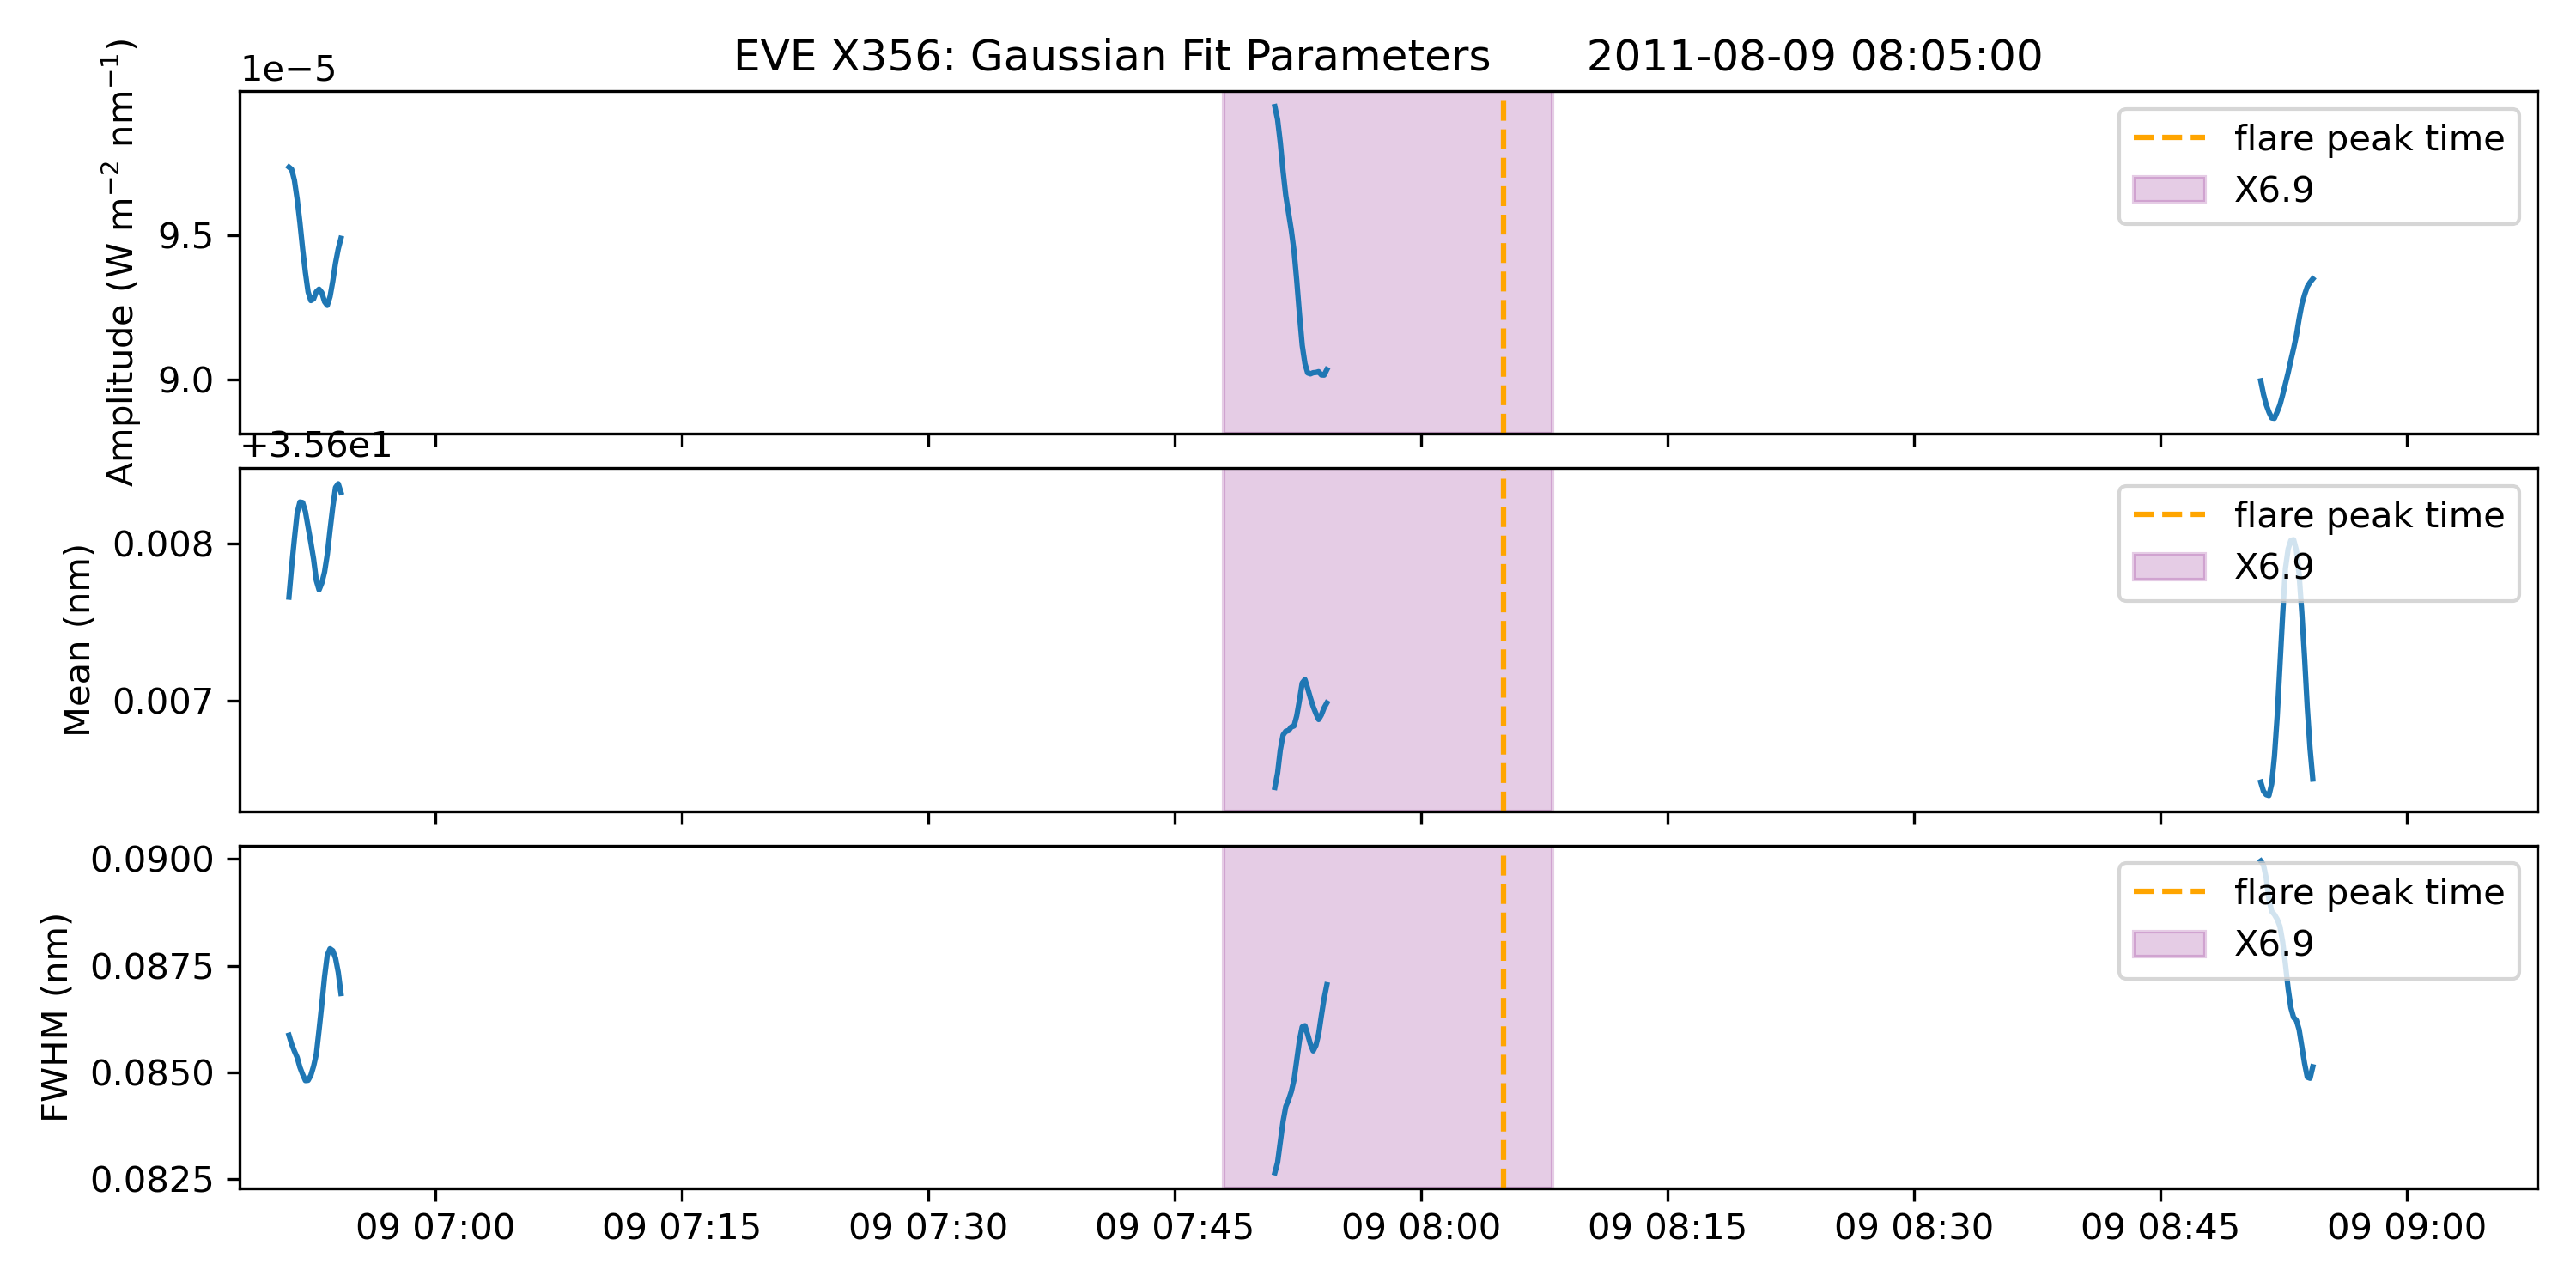 EVE X356: Gaussian Fit Parameters 2011-08-09 08:05:00
1e−5
Amplitude (W m⁻² nm⁻¹)
9.5
9.0
flare peak time
X6.9
+3.56e1
Mean (nm)
0.008
0.007
flare peak time
X6.9
FWHM (nm)
0.0900
0.0875
0.0850
0.0825
flare peak time
X6.9
09 07:00 09 07:15 09 07:30 09 07:45 09 08:00 09 08:15 09 08:30 09 08:45 09 09:00